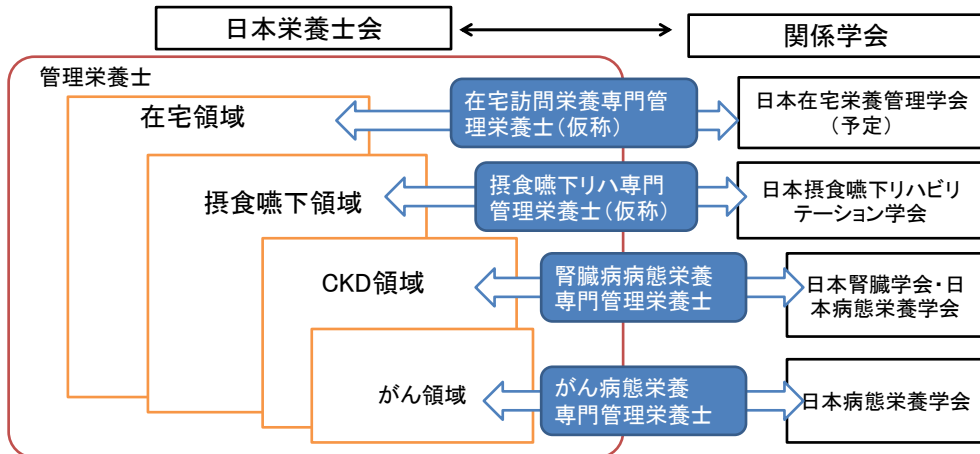 日本栄養士会
関係学会
管理栄養士
在宅領域
在宅訪問栄養専門管
理栄養士(仮称)
日本在宅栄養管理学会
(予定)
摂食嚥下領域
摂食嚥下リハ専門
管理栄養士(仮称)
日本摂食嚥下リハビリ
テーション学会
CKD領域
腎臓病病態栄養
専門管理栄養士
日本腎臓学会・日
本病態栄養学会
がん領域
がん病態栄養
専門管理栄養士
日本病態栄養学会